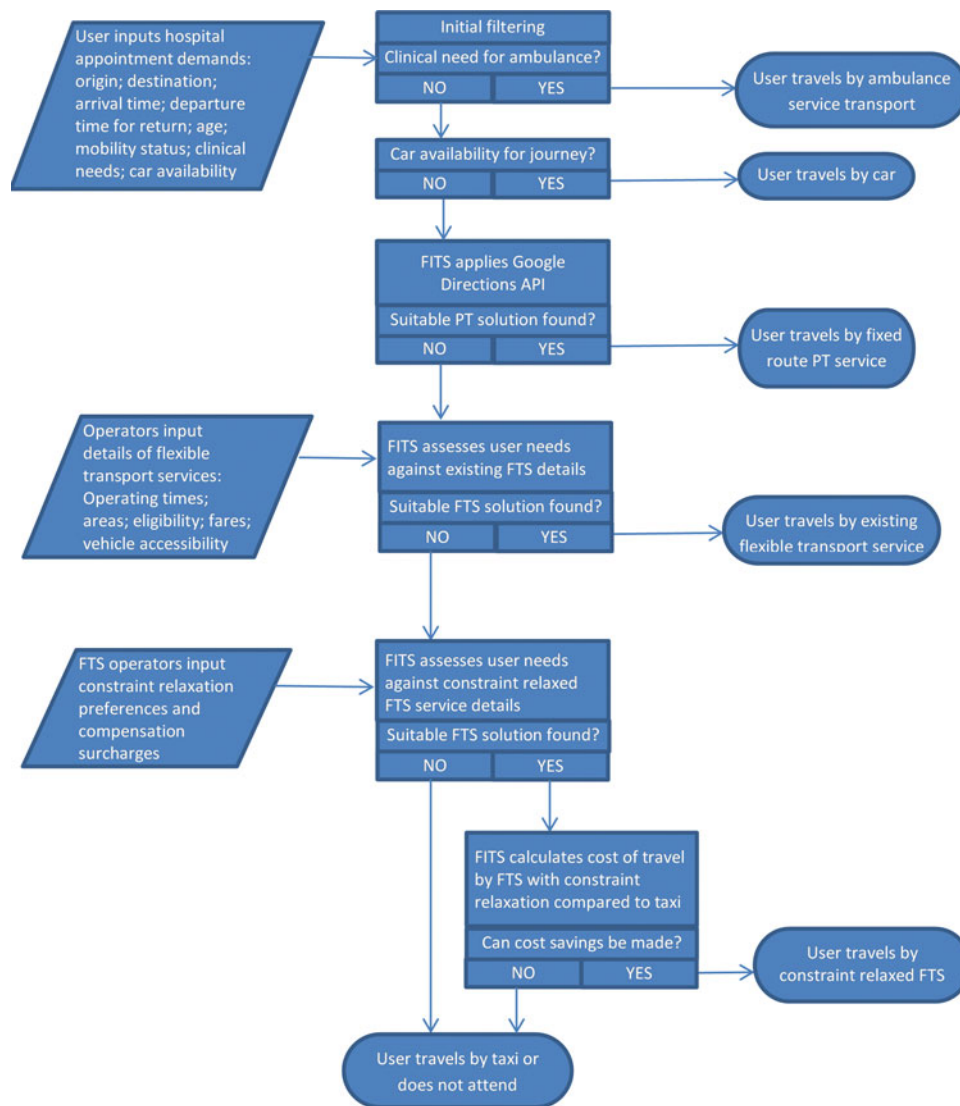 User inputs hospital
appointment demands:
origin; destination;
arrival time; departure
time for return; age;
mobility status; clinical
needs; car availability
Initial filtering
Clinical need for ambulance?
NO
YES
User travels by ambulance
service transport
Car availability for journey?
NO
YES
User travels by car
FITS applies Google
Directions API
Suitable PT solution found?
NO
YES
User travels by fixed
route PT service
Operators input
details of flexible
transport services:
Operating times;
areas; eligibility; fares;
vehicle accessibility
FITS assesses user needs
against existing FTS details
Suitable FTS solution found?
NO
YES
User travels by existing
flexible transport service
FTS operators input
constraint relaxation
preferences and
compensation
surcharges
FITS assesses user needs
against constraint relaxed
FTS service details
Suitable FTS solution found?
NO
YES
FITS calculates cost of travel
by FTS with constraint
relaxation compared to taxi
Can cost savings be made?
NO
YES
User travels by
constraint relaxed FTS
User travels by taxi or
does not attend